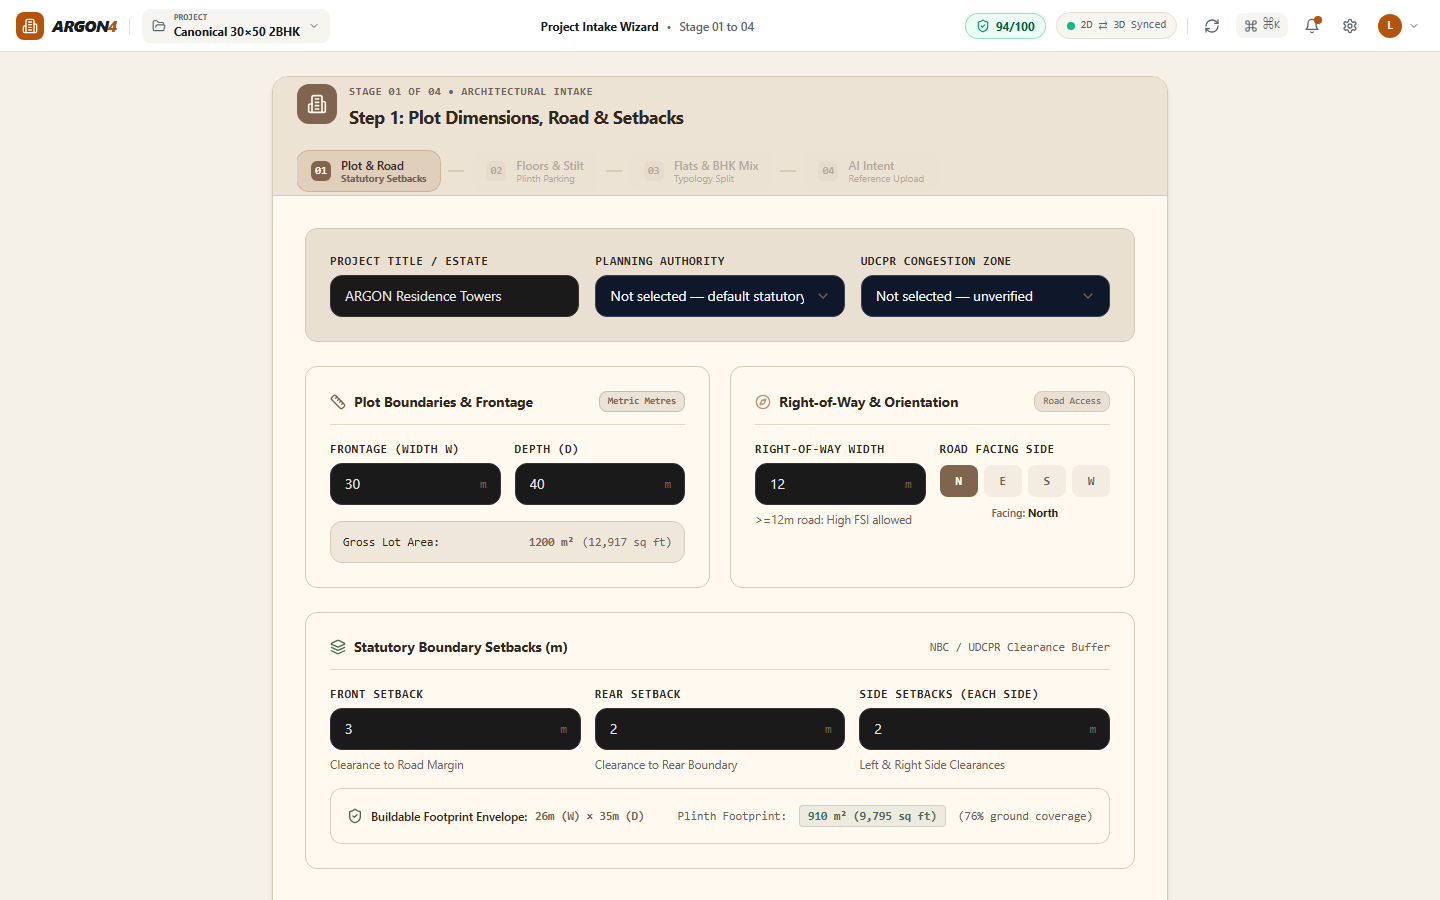 ARGON4
PROJECT
Canonical 30×50 2BHK
Project Intake Wizard • Stage 01 to 04
94/100
2D ⇄ 3D Synced
⌘ ⌘K
L
STAGE 01 OF 04 • ARCHITECTURAL INTAKE
Step 1: Plot Dimensions, Road & Setbacks
01 Plot & Road
Statutory Setbacks
02 Floors & Stilt
Plinth Parking
03 Flats & BHK Mix
Typology Split
04 AI Intent
Reference Upload
PROJECT TITLE / ESTATE
ARGON Residence Towers
PLANNING AUTHORITY
Not selected — default statutory
UDCPR CONGESTION ZONE
Not selected — unverified
Plot Boundaries & Frontage
Metric Metres
FRONTAGE (WIDTH W)
30 m
DEPTH (D)
40 m
Gross Lot Area: 1200 m² (12,917 sq ft)
Right-of-Way & Orientation
Road Access
RIGHT-OF-WAY WIDTH
12 m
>=12m road: High FSI allowed
ROAD FACING SIDE
N E S W
Facing: North
Statutory Boundary Setbacks (m)
NBC / UDCPR Clearance Buffer
FRONT SETBACK
3 m
Clearance to Road Margin
REAR SETBACK
2 m
Clearance to Rear Boundary
SIDE SETBACKS (EACH SIDE)
2 m
Left & Right Side Clearances
Buildable Footprint Envelope: 26m (W) × 35m (D) Plinth Footprint: 910 m² (9,795 sq ft) (76% ground coverage)